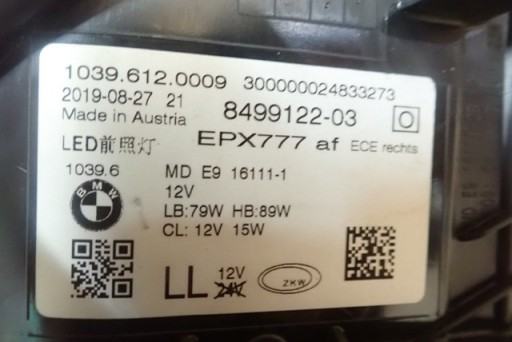 1039.612.0009 300000024833273
2019-08-27 21 8499122-03
Made in Austria
LED前照灯 EPX777 af ECE rechts
1039.6 MD E9 16111-1
BMW 12V
LB:79W HB:89W
CL: 12V 15W
LL 12V 24V ZKW